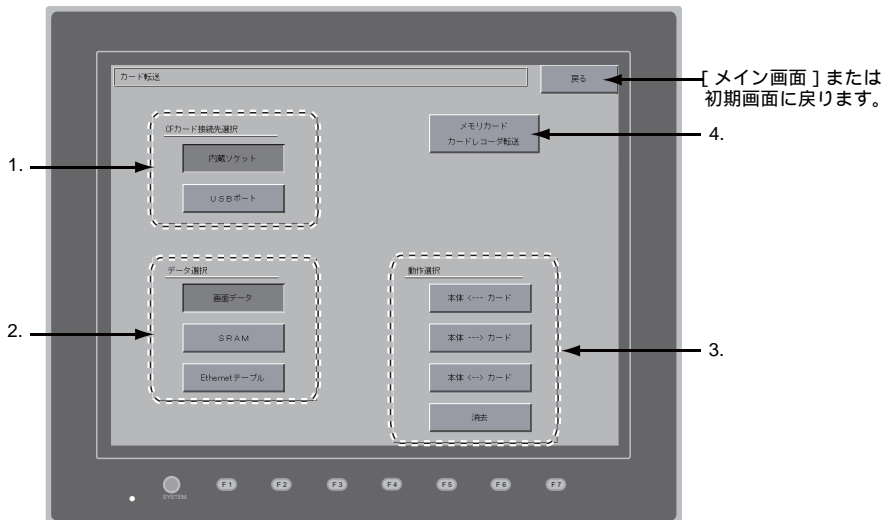 カード転送
戻る
[ メイン画面 ] または
初期画面に戻ります。
CFカード接続先選択
内蔵ソケット
USBポート
1.
メモリカード
カードレコーダ転送
4.
データ選択
画面データ
SRAM
Ethernetテーブル
2.
動作選択
本体 <--- カード
本体 ---> カード
本体 <--> カード
消去
3.
SYSTEM
F1
F2
F3
F4
F5
F6
F7